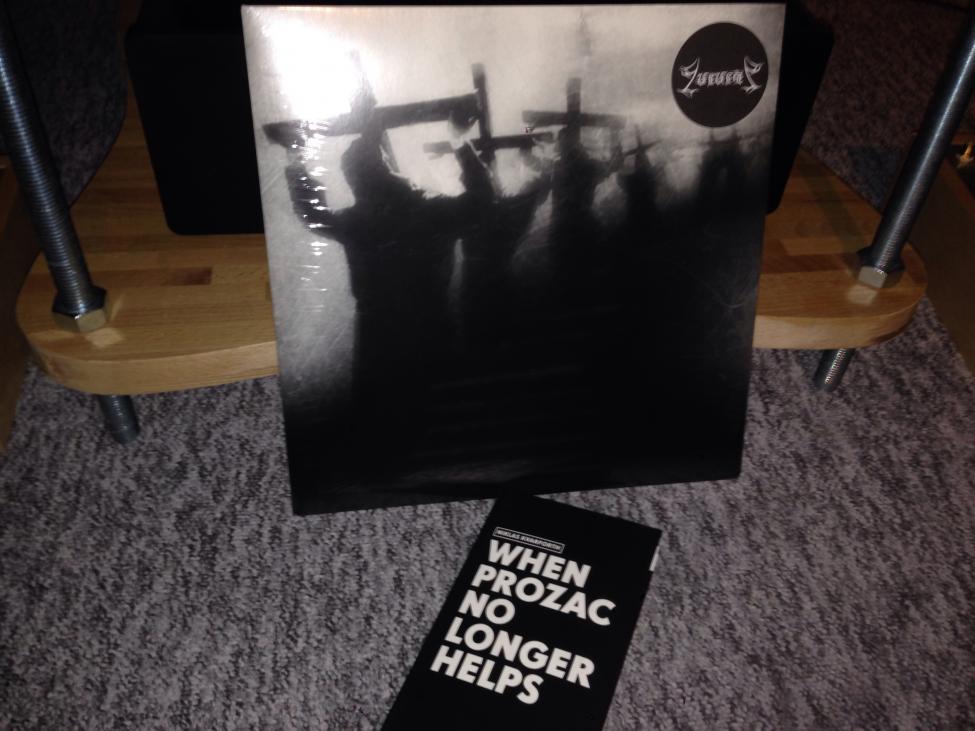 NIKLAS KVARFORTH
WHEN
PROZAC
NO
LONGER
HELPS